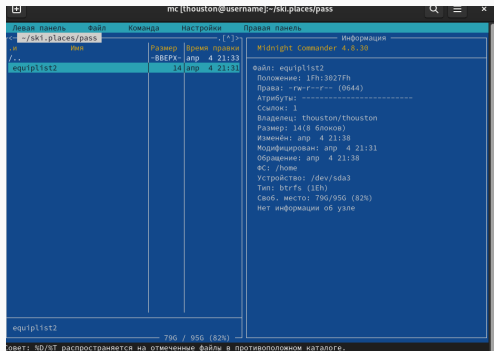 mc [thouston@username]:~/ski.places/pass
Левая панель Файл Команда Настройки Правая панель
<- ~/ski.places/pass .[^]>
.и Имя Размер Время правки
/.. -ВВЕРХ- апр 4 21:33
equiplist2 14 апр 4 21:31
equiplist2
79G / 95G (82%)
Информация
Midnight Commander 4.8.30
Файл: equiplist2
Положение: 1Fh:3027Fh
Права: -rw-r--r-- (0644)
Атрибуты: ------------------------
Ссылок: 1
Владелец: thouston/thouston
Размер: 14(8 блоков)
Изменён: апр 4 21:38
Модифицирован: апр 4 21:31
Обращение: апр 4 21:38
ФС: /home
Устройство: /dev/sda3
Тип: btrfs (1Eh)
Своб. место: 79G/95G (82%)
Нет информации об узле
Совет: %D/%T распространяется на отмеченные файлы в противоположном каталоге.